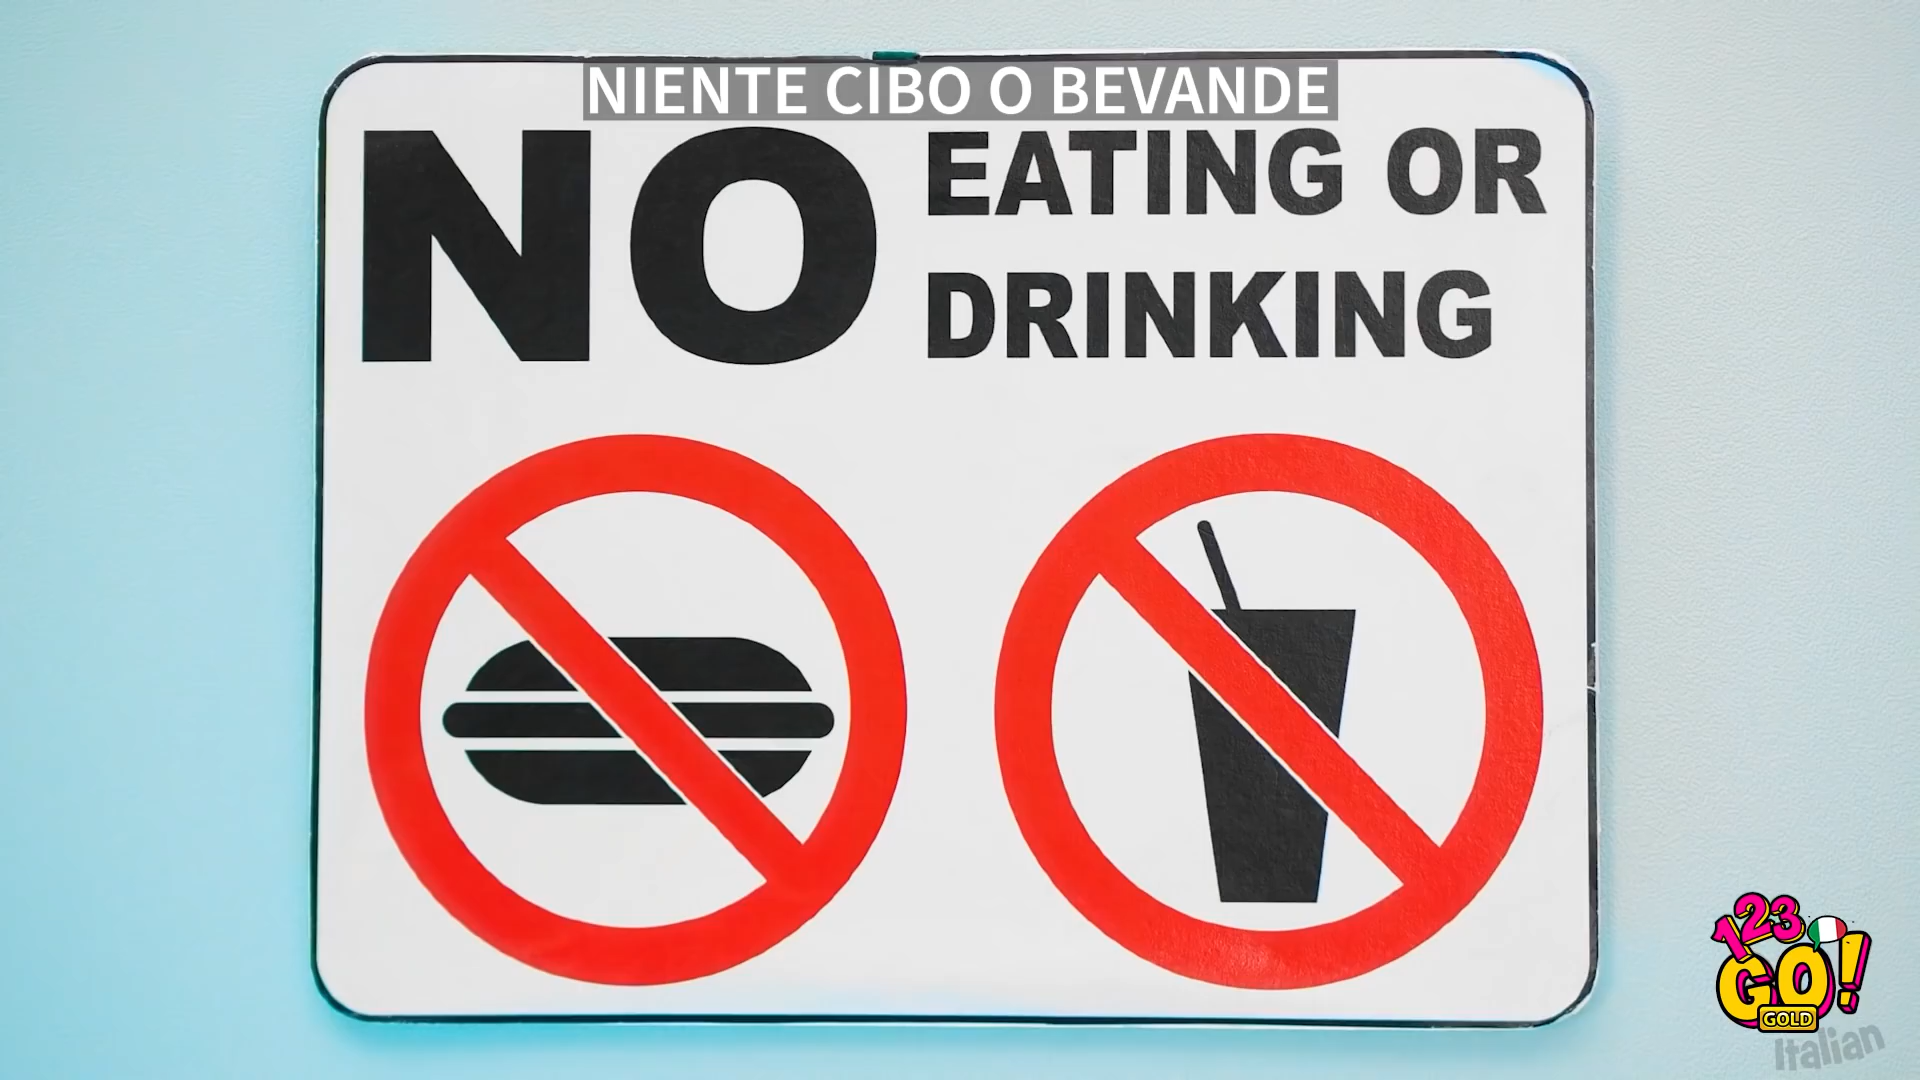 NIENTE CIBO O BEVANDE
NO EATING OR
DRINKING
123
GO!
GOLD
Italian